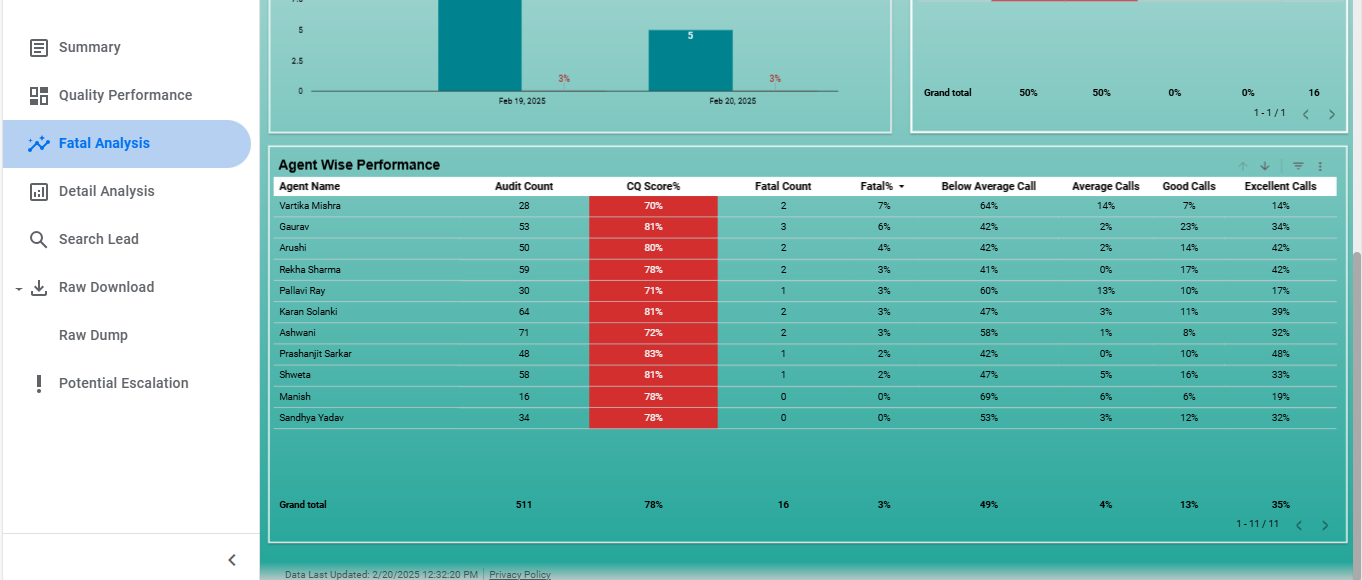 Summary
Quality Performance
Fatal Analysis
Detail Analysis
Search Lead
Raw Download
Raw Dump
Potential Escalation
5
2.5
0
5
3%
3%
Feb 19, 2025
Feb 20, 2025
Grand total 50% 50% 0% 0% 16
1 - 1 / 1
Agent Wise Performance
Agent Name Audit Count CQ Score% Fatal Count Fatal% Below Average Call Average Calls Good Calls Excellent Calls
Vartika Mishra 28 70% 2 7% 64% 14% 7% 14%
Gaurav 53 81% 3 6% 42% 2% 23% 34%
Arushi 50 80% 2 4% 42% 2% 14% 42%
Rekha Sharma 59 78% 2 3% 41% 0% 17% 42%
Pallavi Ray 30 71% 1 3% 60% 13% 10% 17%
Karan Solanki 64 81% 2 3% 47% 3% 11% 39%
Ashwani 71 72% 2 3% 58% 1% 8% 32%
Prashanjit Sarkar 48 83% 1 2% 42% 0% 10% 48%
Shweta 58 81% 1 2% 47% 5% 16% 33%
Manish 16 78% 0 0% 69% 6% 6% 19%
Sandhya Yadav 34 78% 0 0% 53% 3% 12% 32%
Grand total 511 78% 16 3% 49% 4% 13% 35%
1 - 11 / 11
Data Last Updated: 2/20/2025 12:32:20 PM Privacy Policy